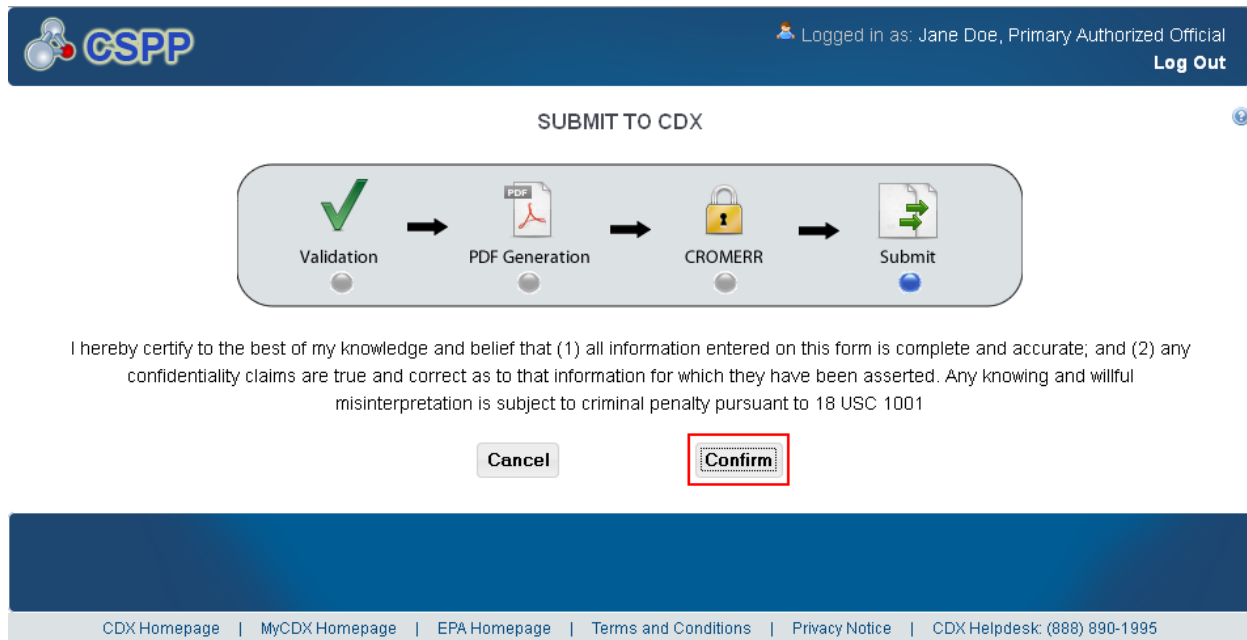 CSPP
Logged in as: Jane Doe, Primary Authorized Official
Log Out
SUBMIT TO CDX
PDF
Validation
PDF Generation
CROMERR
Submit
I hereby certify to the best of my knowledge and belief that (1) all information entered on this form is complete and accurate; and (2) any
confidentiality claims are true and correct as to that information for which they have been asserted. Any knowing and willful
misinterpretation is subject to criminal penalty pursuant to 18 USC 1001
Cancel
Confirm
CDX Homepage | MyCDX Homepage | EPA Homepage | Terms and Conditions | Privacy Notice | CDX Helpdesk: (888) 890-1995